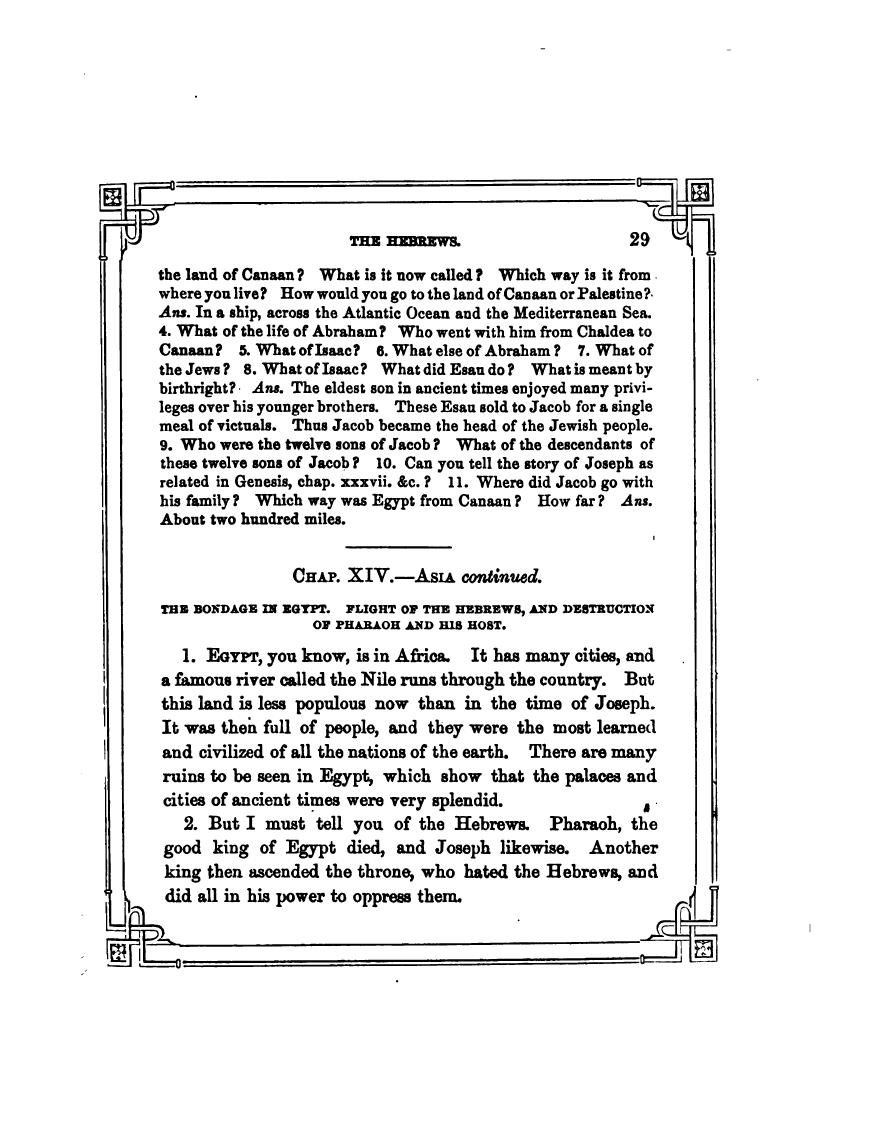 THE HEBREWS. 29
the land of Canaan? What is it now called? Which way is it from
where you live? How would you go to the land of Canaan or Palestine?
Ans. In a ship, across the Atlantic Ocean and the Mediterranean Sea.
4. What of the life of Abraham? Who went with him from Chaldea to
Canaan? 5. What of Isaac? 6. What else of Abraham? 7. What of
the Jews? 8. What of Isaac? What did Esau do? What is meant by
birthright? Ans. The eldest son in ancient times enjoyed many privi-
leges over his younger brothers. These Esau sold to Jacob for a single
meal of victuals. Thus Jacob became the head of the Jewish people.
9. Who were the twelve sons of Jacob? What of the descendants of
these twelve sons of Jacob? 10. Can you tell the story of Joseph as
related in Genesis, chap. xxxvii. &c.? 11. Where did Jacob go with
his family? Which way was Egypt from Canaan? How far? Ans.
About two hundred miles.
CHAP. XIV.—ASIA continued.
THE BONDAGE IN EGYPT. FLIGHT OF THE HEBREWS, AND DESTRUCTION
OF PHARAOH AND HIS HOST.
1. EGYPT, you know, is in Africa. It has many cities, and
a famous river called the Nile runs through the country. But
this land is less populous now than in the time of Joseph.
It was then full of people, and they were the most learned
and civilized of all the nations of the earth. There are many
ruins to be seen in Egypt, which show that the palaces and
cities of ancient times were very splendid.
2. But I must tell you of the Hebrews. Pharaoh, the
good king of Egypt died, and Joseph likewise. Another
king then ascended the throne, who hated the Hebrews, and
did all in his power to oppress them.